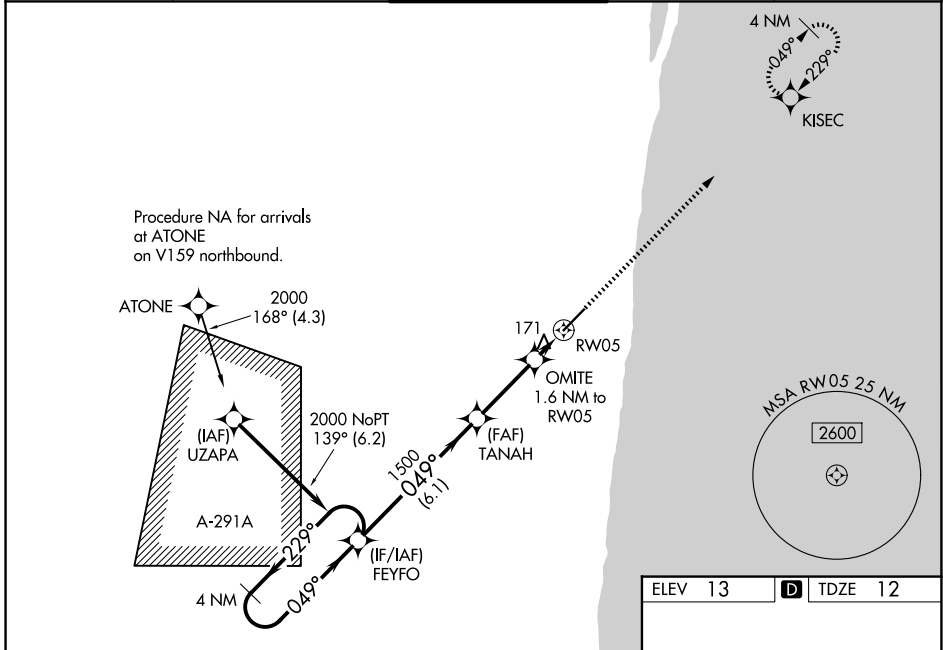 4 NM
049°
229°
KISEC
Procedure NA for arrivals
at ATONE
on V159 northbound.
ATONE
2000
168° (4.3)
171
RW05
OMITE
1.6 NM to
RW05
MSA RW05 25 NM
2600
(IAF)
UZAPA
2000 NoPT
139° (6.2)
(FAF)
TANAH
1500
049°
(6.1)
A-291A
229°
(IF/IAF)
FEYFO
049°
4 NM
ELEV 13 D TDZE 12